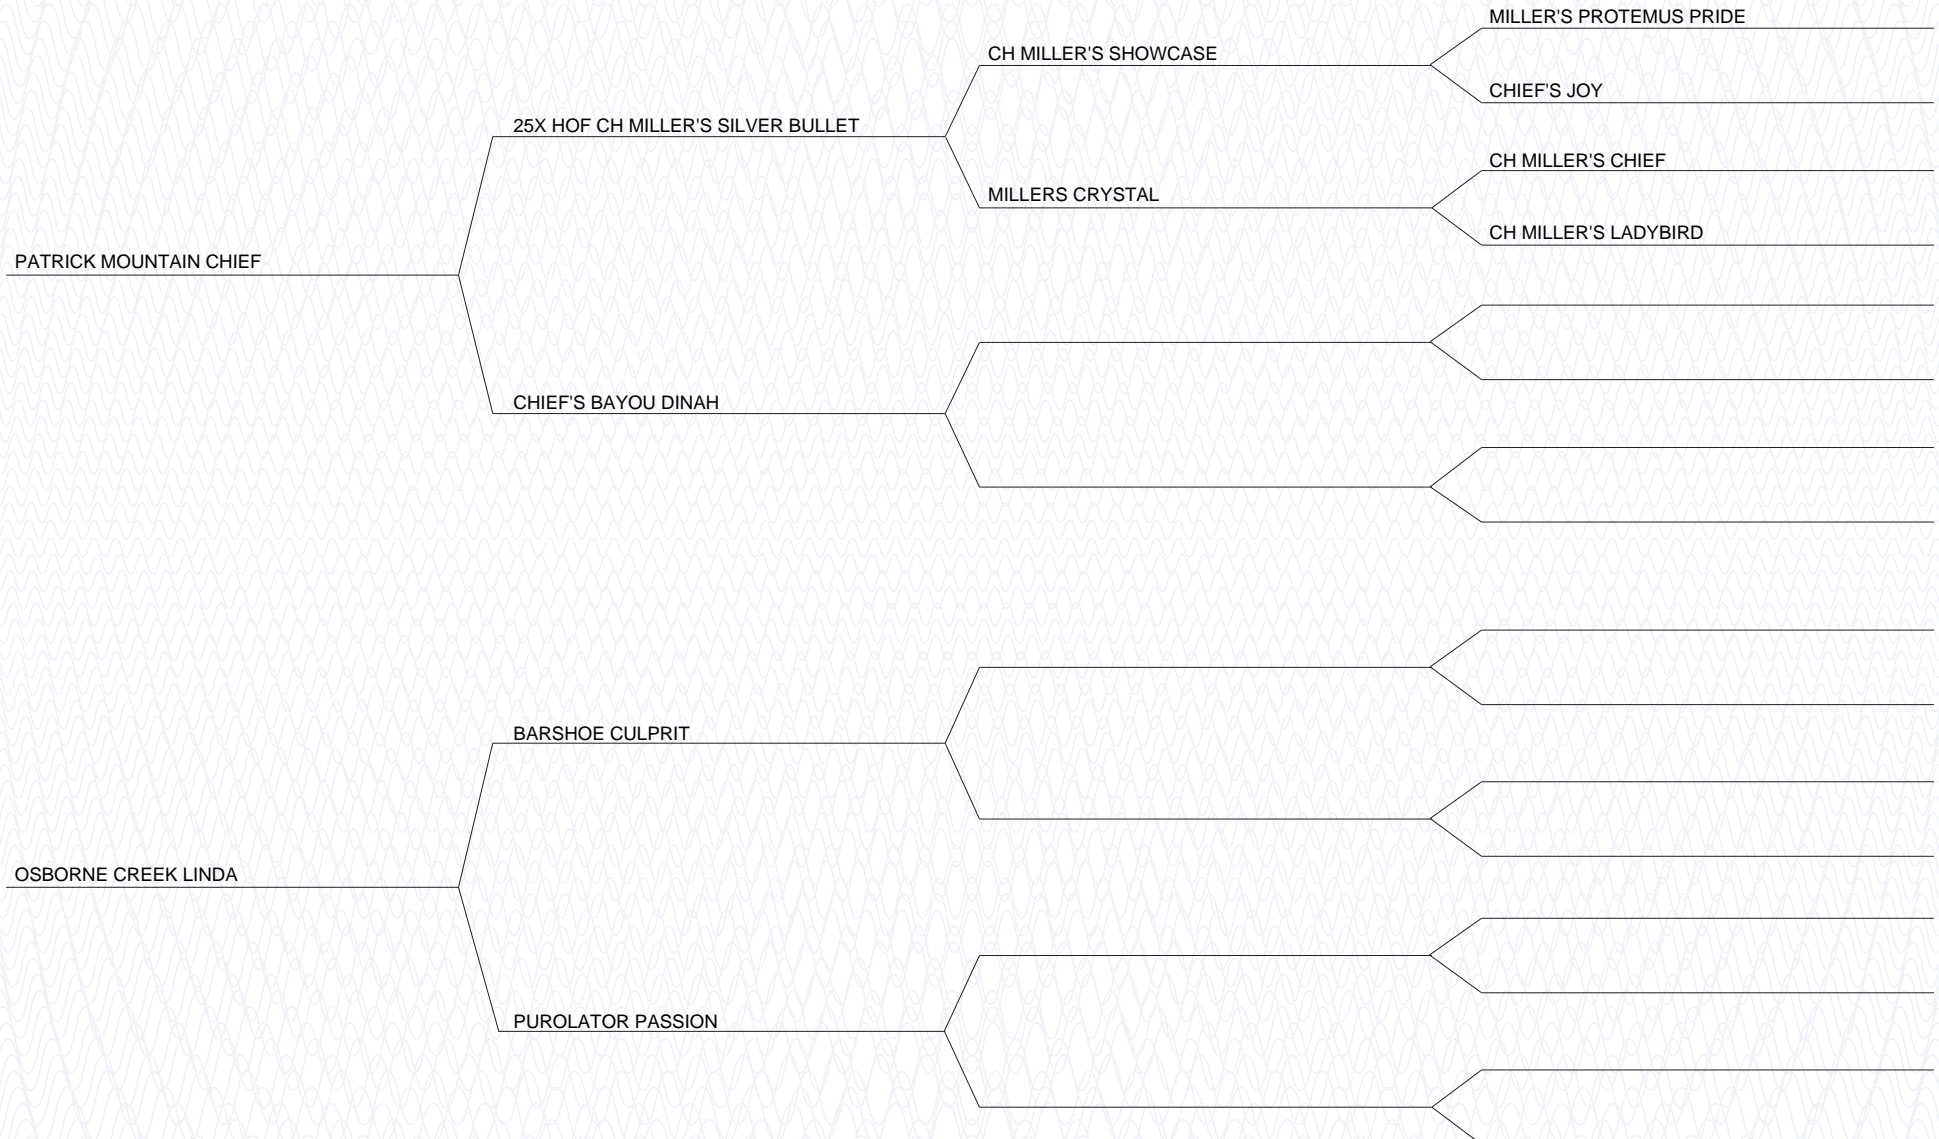 MILLER'S PROTEMUS PRIDE
CH MILLER'S SHOWCASE
CHIEF'S JOY
25X HOF CH MILLER'S SILVER BULLET
CH MILLER'S CHIEF
MILLERS CRYSTAL
CH MILLER'S LADYBIRD
PATRICK MOUNTAIN CHIEF
CHIEF'S BAYOU DINAH
BARSHOE CULPRIT
OSBORNE CREEK LINDA
PUROLATOR PASSION